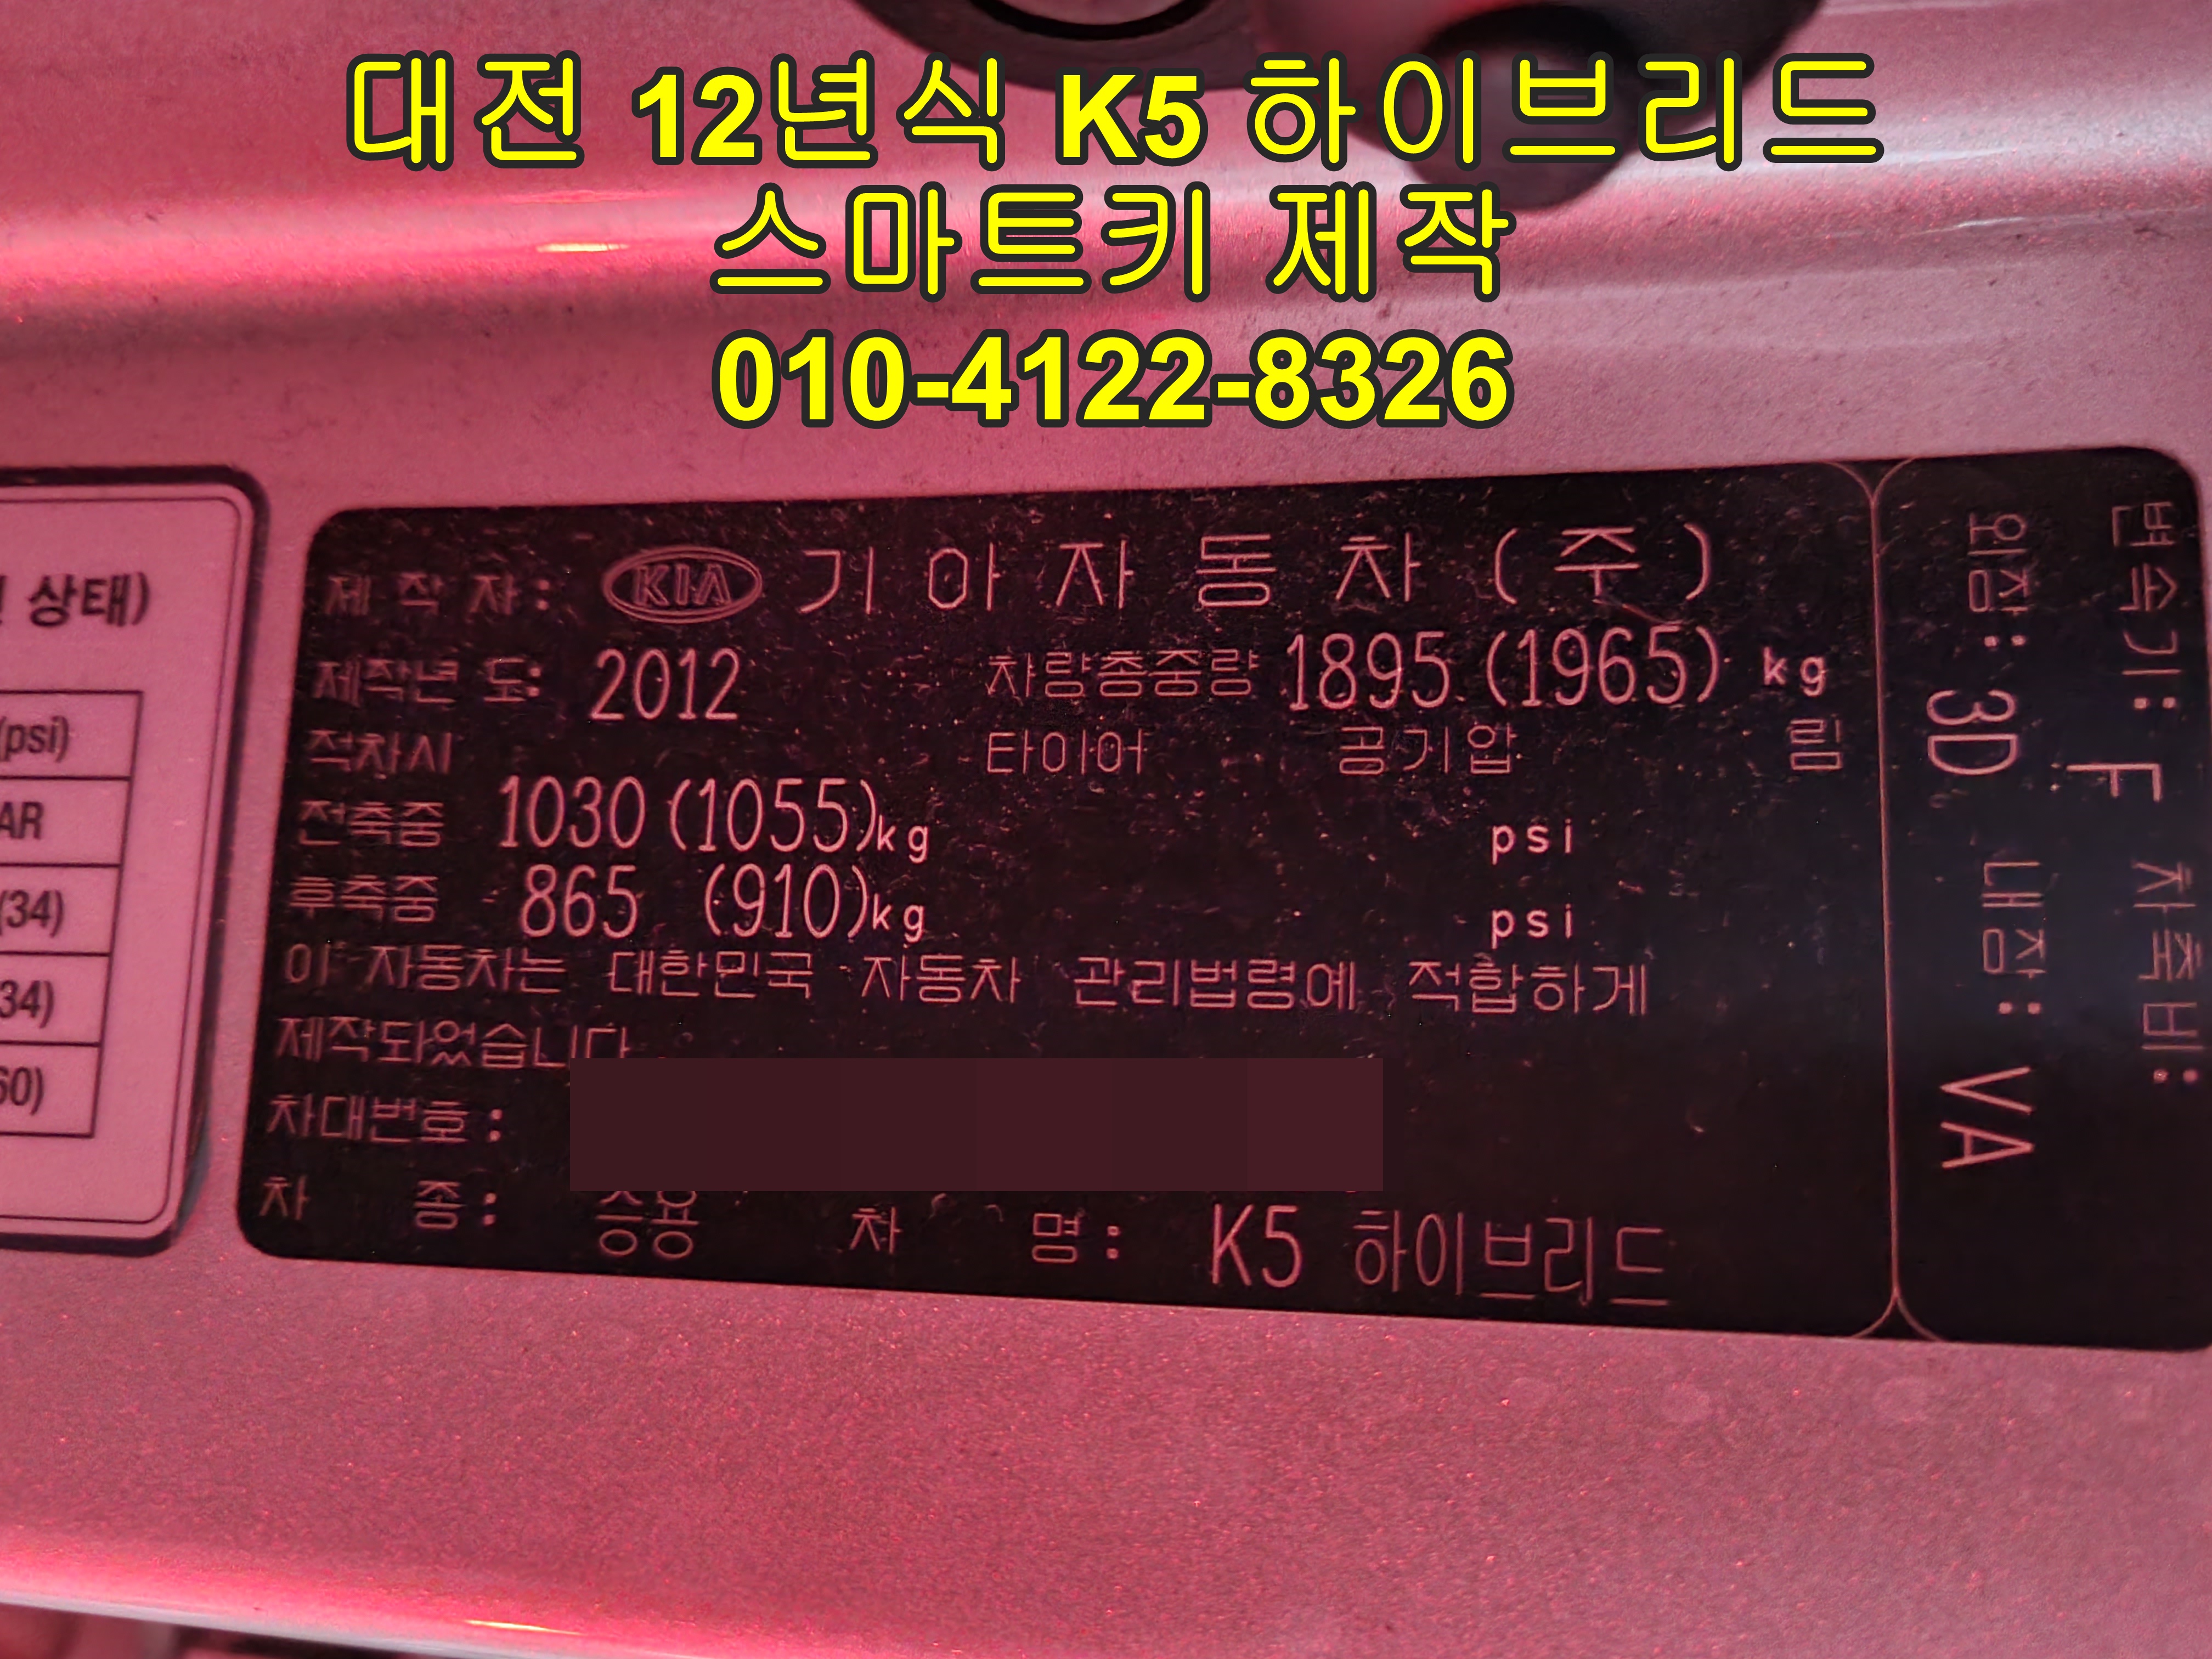 대전 12년식 K5 하이브리드
스마트키 제작
010-4122-8326
상태)
(psi)
AR
(34)
34)
60)
제 작 자: KIA 기 아 자 동 차 (주)
제작년 도: 2012 차량총중량 1895 (1965) kg
적차시 타이어 공기압 림
전축중 1030 (1055)kg psi
후축중 865 (910)kg psi
이 자동차는 대한민국 자동차 관리법령에 적합하게
제작되었습니다
차대번호:
차 종: 승용 차 명: K5 하이브리드
변속기: F 차축비:
외장: 3D 내장: VA